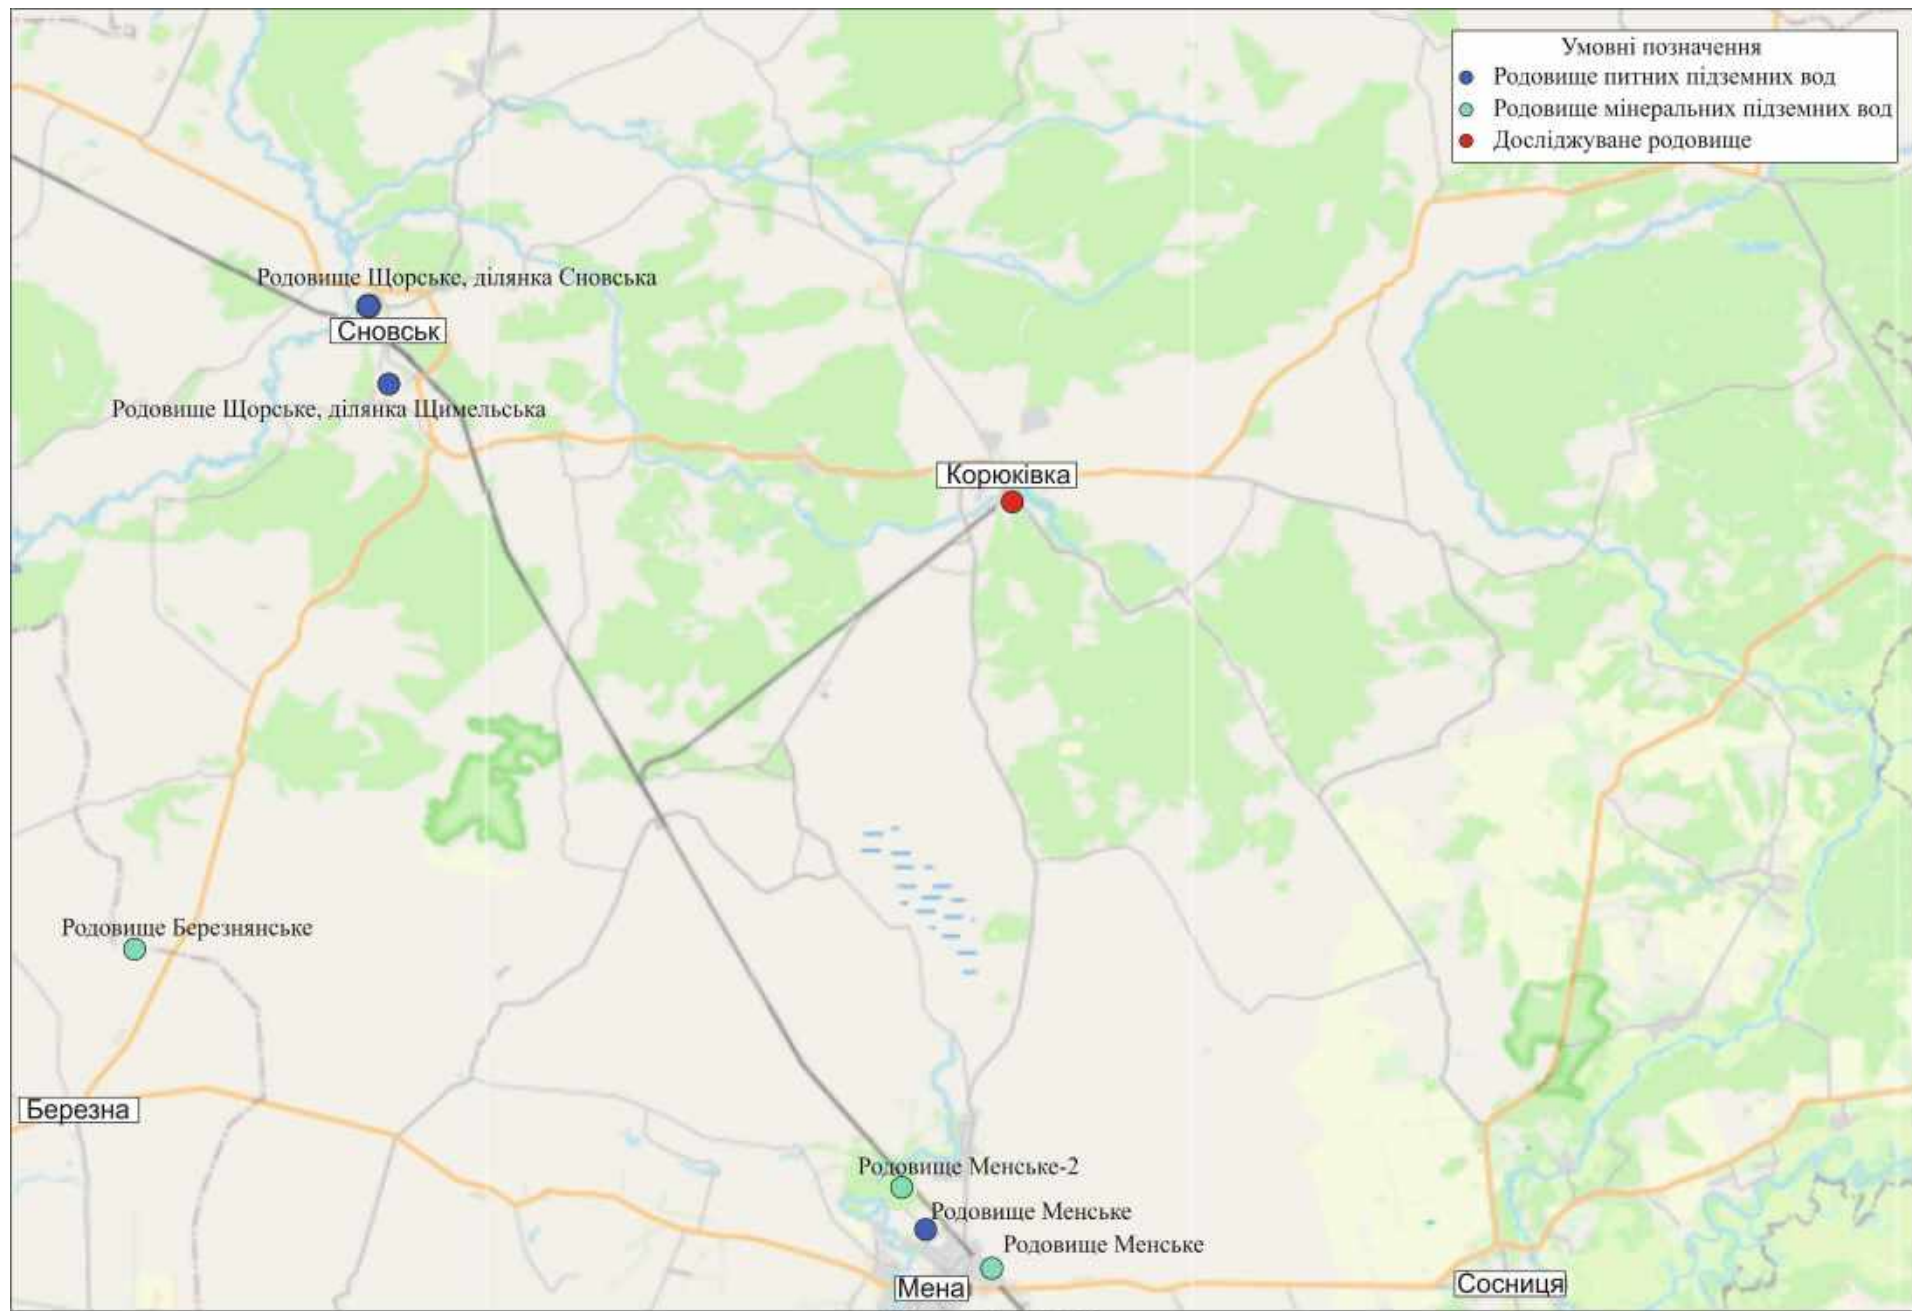 Умовні позначення
Родовище питних підземних вод
Родовище мінеральних підземних вод
Досліджуване родовище
Родовище Щорське, ділянка Сновська
Сновськ
Родовище Щорське, ділянка Щимельська
Корюківка
Родовище Березнянське
Березна
Родовище Менське-2
Родовище Менське
Родовище Менське
Мена
Сосниця